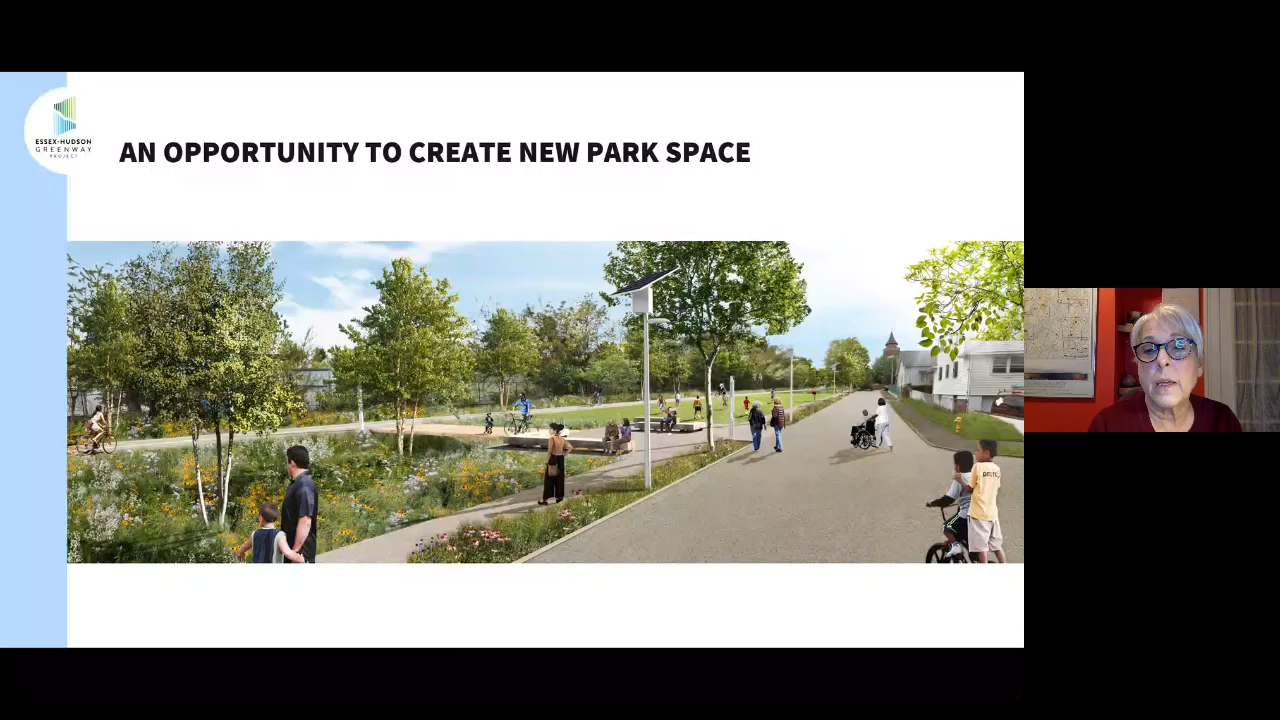 ESSEX-HUDSON
GREENWAY
PROJECT
AN OPPORTUNITY TO CREATE NEW PARK SPACE